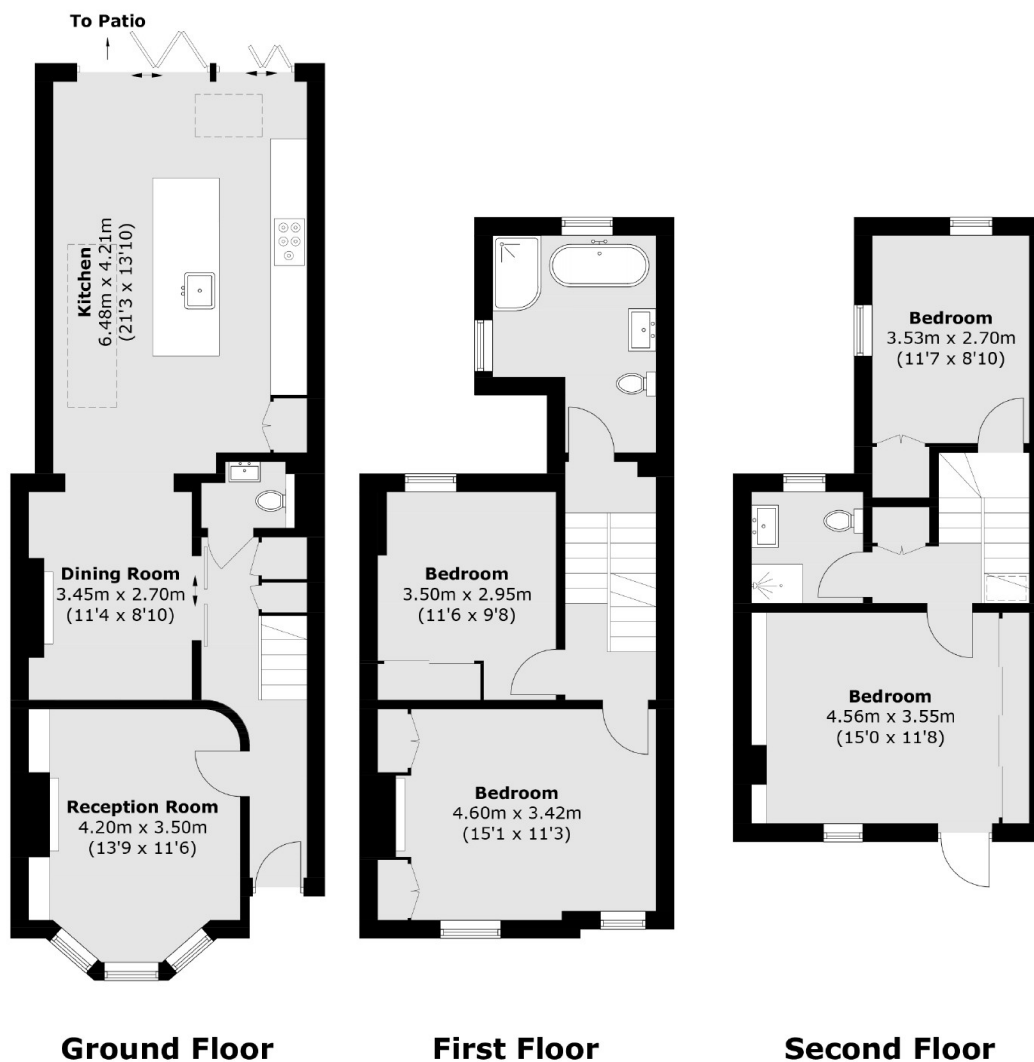 To Patio
Kitchen
6.48m x 4.21m
(21'3 x 13'10)
Dining Room
3.45m x 2.70m
(11'4 x 8'10)
Reception Room
4.20m x 3.50m
(13'9 x 11'6)
Ground Floor
Bedroom
3.50m x 2.95m
(11'6 x 9'8)
Bedroom
4.60m x 3.42m
(15'1 x 11'3)
First Floor
Bedroom
3.53m x 2.70m
(11'7 x 8'10)
Bedroom
4.56m x 3.55m
(15'0 x 11'8)
Second Floor